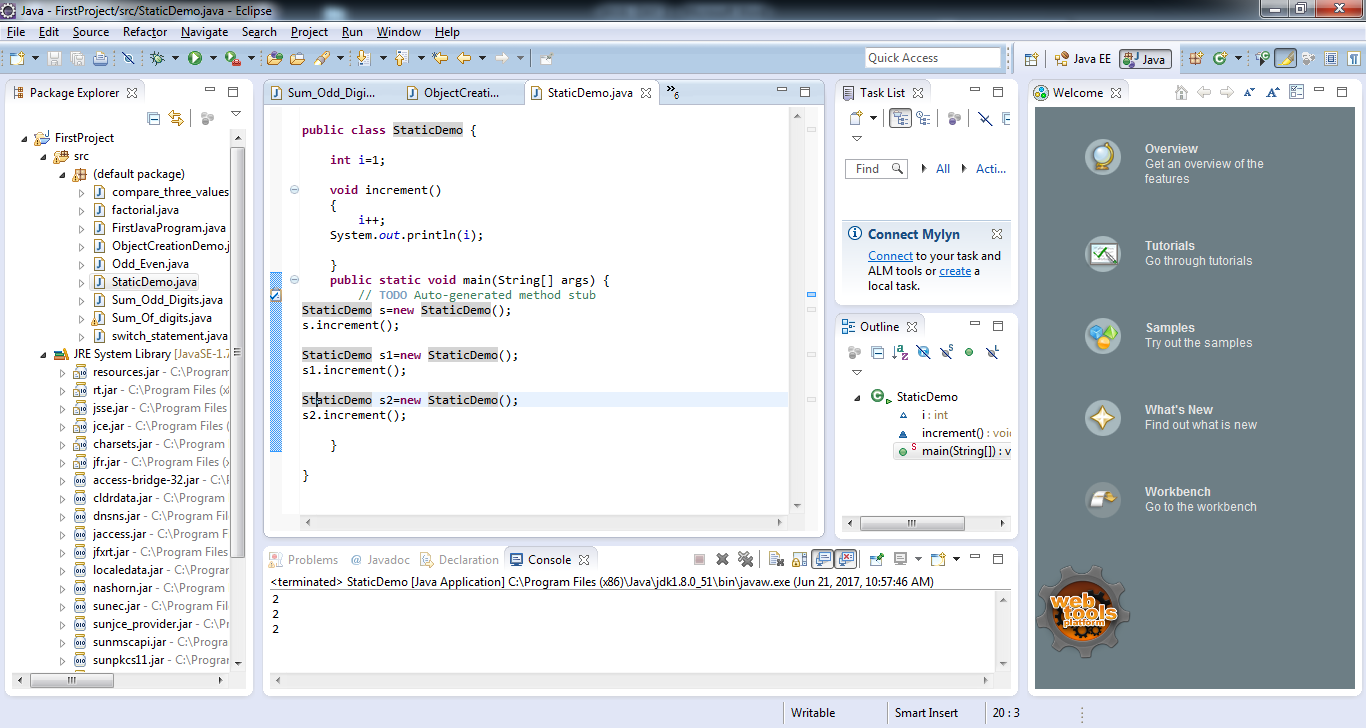 Java - FirstProject/src/StaticDemo.java - Eclipse
File Edit Source Refactor Navigate Search Project Run Window Help
Quick Access
Java EE
Java
Package Explorer
FirstProject
src
(default package)
compare_three_values
factorial.java
FirstJavaProgram.java
ObjectCreationDemo.j
Odd_Even.java
StaticDemo.java
Sum_Odd_Digits.java
Sum_Of_digits.java
switch_statement.java
JRE System Library [JavaSE-1.7
resources.jar - C:\Program
rt.jar - C:\Program Files (x8
jsse.jar - C:\Program Files
jce.jar - C:\Program Files (
charsets.jar - C:\Program
jfr.jar - C:\Program Files (x
access-bridge-32.jar - C:\
cldrdata.jar - C:\Program
dnsns.jar - C:\Program Fil
jaccess.jar - C:\Program F
jfxrt.jar - C:\Program Files
localedata.jar - C:\Progra
nashorn.jar - C:\Program
sunec.jar - C:\Program Fil
sunjce_provider.jar - C:\P
sunmscapi.jar - C:\Progra
sunpkcs11.jar - C:\Progra
Sum_Odd_Digi...
ObjectCreati...
StaticDemo.java
»6
public class StaticDemo {
int i=1;
void increment()
{
i++;
System.out.println(i);
}
public static void main(String[] args) {
// TODO Auto-generated method stub
StaticDemo s=new StaticDemo();
s.increment();
StaticDemo s1=new StaticDemo();
s1.increment();
StaticDemo s2=new StaticDemo();
s2.increment();
}
}
Problems @ Javadoc Declaration Console
<terminated> StaticDemo [Java Application] C:\Program Files (x86)\Java\jdk1.8.0_51\bin\javaw.exe (Jun 21, 2017, 10:57:46 AM)
2
2
2
Task List
Find
All
Acti...
Connect Mylyn
Connect to your task and
ALM tools or create a
local task.
Outline
StaticDemo
i : int
increment() : voi
main(String[]) : v
Welcome
Overview
Get an overview of the
features
Tutorials
Go through tutorials
Samples
Try out the samples
What's New
Find out what is new
Workbench
Go to the workbench
web
tools
platform
Writable
Smart Insert
20 : 3